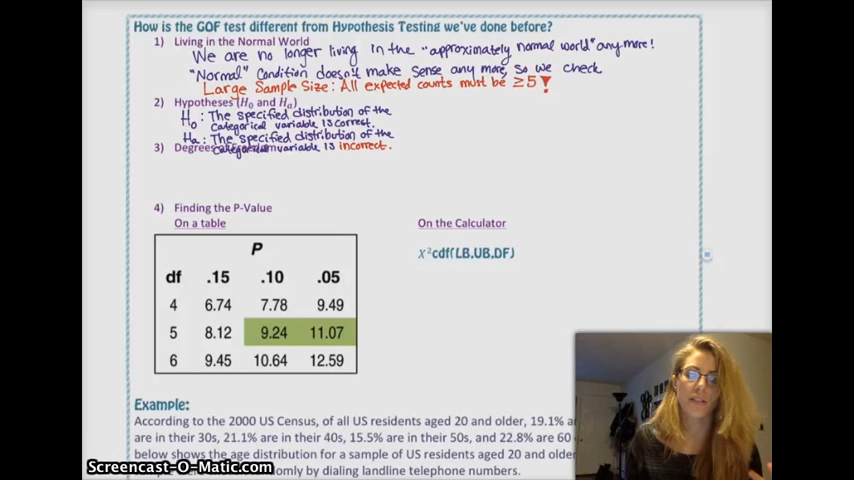 How is the GOF test different from Hypothesis Testing we've done before?
1) Living in the Normal World
We are no longer living in the "approximately normal world" anymore!
"Normal" Condition doesn't make sense any more, so we check
Large Sample Size: All expected counts must be ≥5!
2) Hypotheses (H₀ and Hₐ)
H₀: The specified distribution of the
categorical variable is correct.
Ha: The specified distribution of the
categorical variable is incorrect.
3) Degrees of Freedom
4) Finding the P-Value
On a table
On the Calculator
P
χ²cdf(LB,UB,DF)
df .15 .10 .05
4 6.74 7.78 9.49
5 8.12 9.24 11.07
6 9.45 10.64 12.59
Example:
According to the 2000 US Census, of all US residents aged 20 and older, 19.1%
are in their 30s, 21.1% are in their 40s, 15.5% are in their 50s, and 22.8% are 60
below shows the age distribution for a sample of US residents aged 20 and older
by dialing landline telephone numbers.
Screencast-O-Matic.com